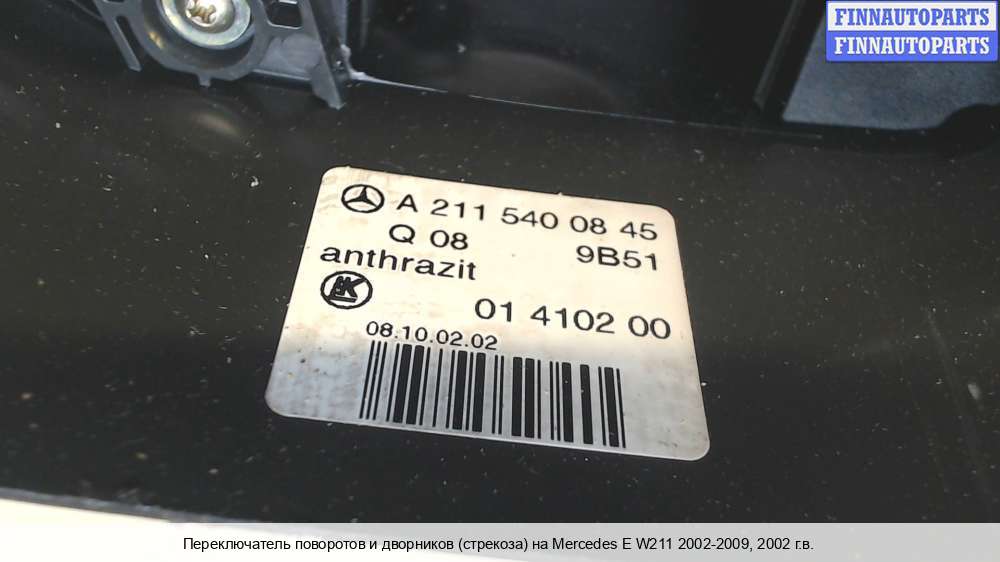 FINNAUTOPARTS
FINNAUTOPARTS
A 211 540 08 45
Q 08 9B51
anthrazit
01 4102 00
08.10.02.02
Переключатель поворотов и дворников (стрекоза) на Mercedes E W211 2002-2009, 2002 г.в.